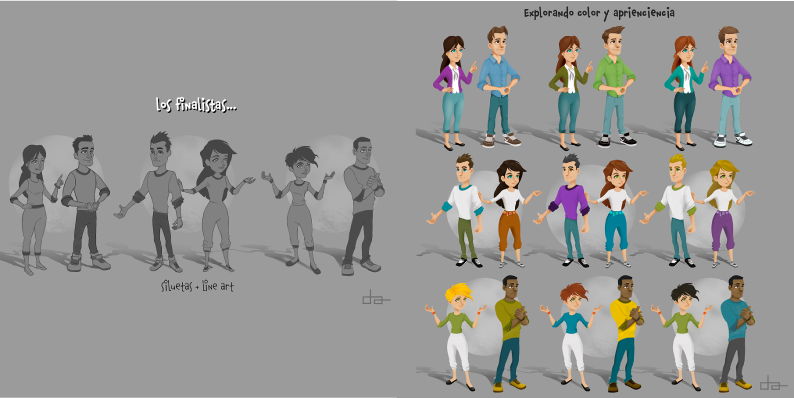 los finalistas...
siluetas + line art
da
Explorando color y aprienciencia
da